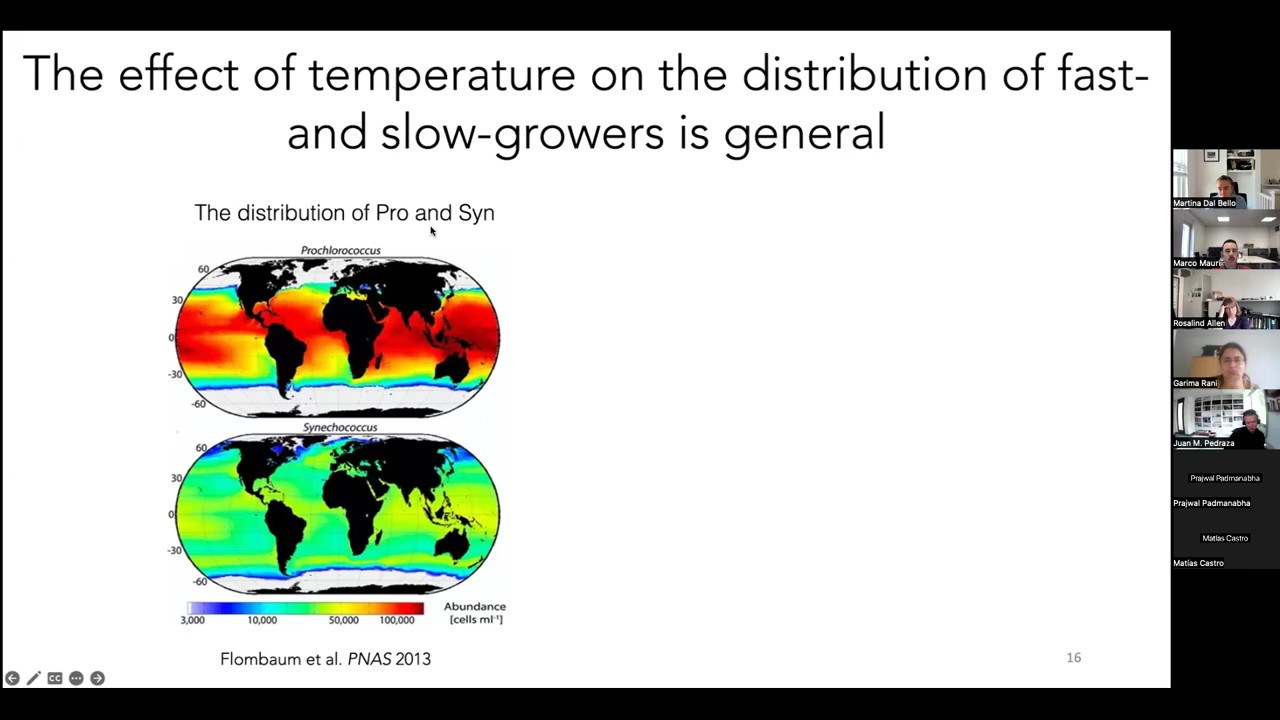 The effect of temperature on the distribution of fast-
and slow-growers is general
The distribution of Pro and Syn
Prochlorococcus
60
30
0
-30
-60
Synechococcus
60
30
0
-30
-60
Abundance
[cells ml⁻¹]
3,000
10,000
50,000
100,000
Flombaum et al. PNAS 2013
16
CC
Martina Dal Bello
Marco Mauri
Rosalind Allen
Garima Rani
Juan M. Pedraza
Prajwal Padmanabha
Prajwal Padmanabha
Matías Castro
Matías Castro